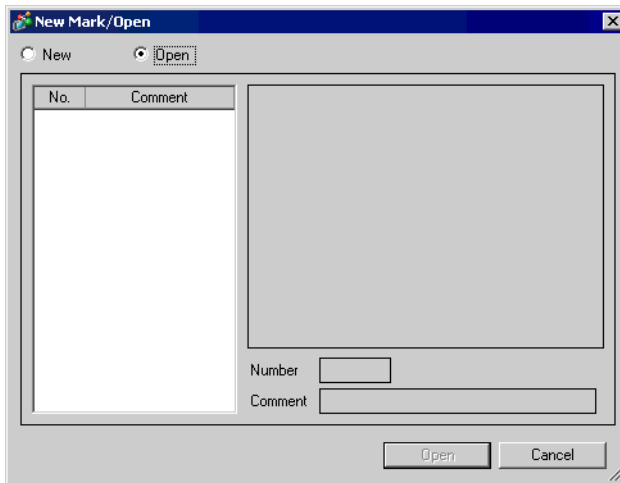 New Mark/Open
New Open
No. Comment
Number
Comment
Open Cancel